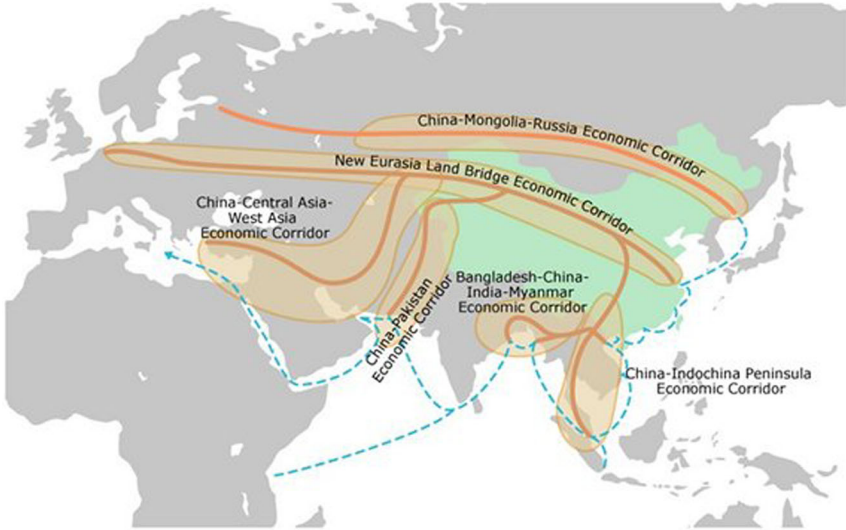 China-Mongolia-Russia Economic Corridor
New Eurasia Land Bridge Economic Corridor
China-Central Asia-
West Asia
Economic Corridor
China-Pakistan
Economic Corridor
Bangladesh-China-
India-Myanmar
Economic Corridor
China-Indochina Peninsula
Economic Corridor